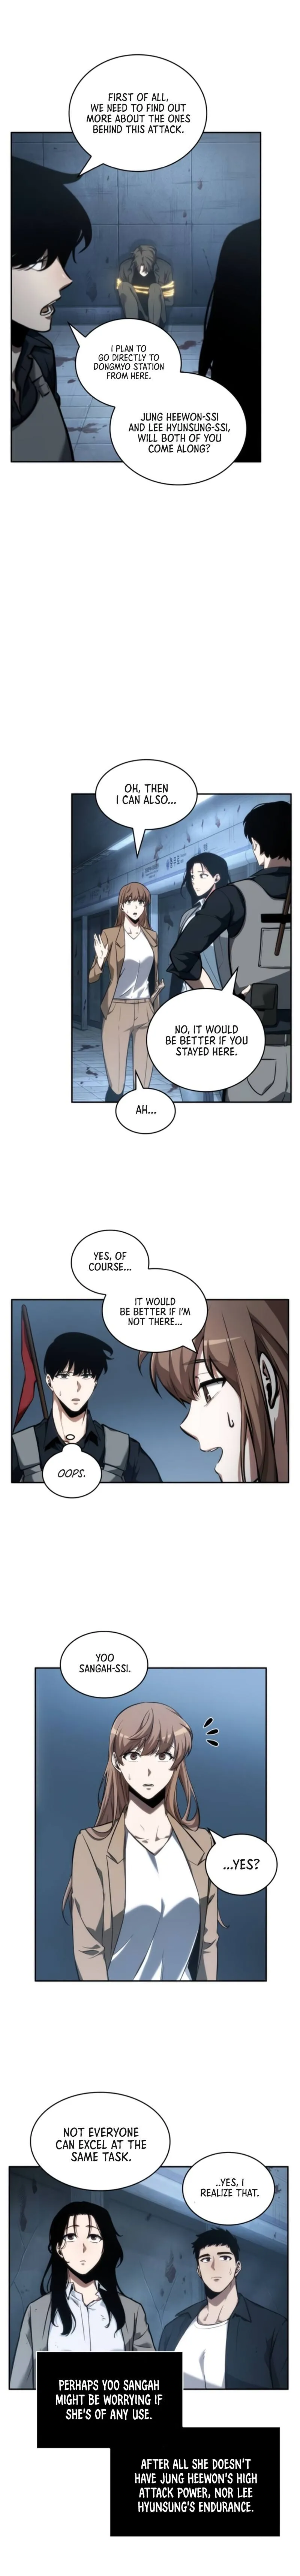 FIRST OF ALL,
WE NEED TO FIND OUT
MORE ABOUT THE ONES
BEHIND THIS ATTACK.
I PLAN TO
GO DIRECTLY TO
DONGMYO STATION
FROM HERE.
JUNG HEEWON-SSI
AND LEE HYUNSUNG-SSI,
WILL BOTH OF YOU
COME ALONG?
OH, THEN
I CAN ALSO...
NO, IT WOULD
BE BETTER IF YOU
STAYED HERE.
AH...
YES, OF
COURSE...
IT WOULD
BE BETTER IF I'M
NOT THERE...
OOPS.
YOO
SANGAH-SSI.
...YES?
NOT EVERYONE
CAN EXCEL AT THE
SAME TASK.
..YES, I
REALIZE THAT.
PERHAPS YOO SANGAH
MIGHT BE WORRYING IF
SHE'S OF ANY USE.
AFTER ALL SHE DOESN'T
HAVE JUNG HEEWON'S HIGH
ATTACK POWER, NOR LEE
HYUNSUNG'S ENDURANCE.